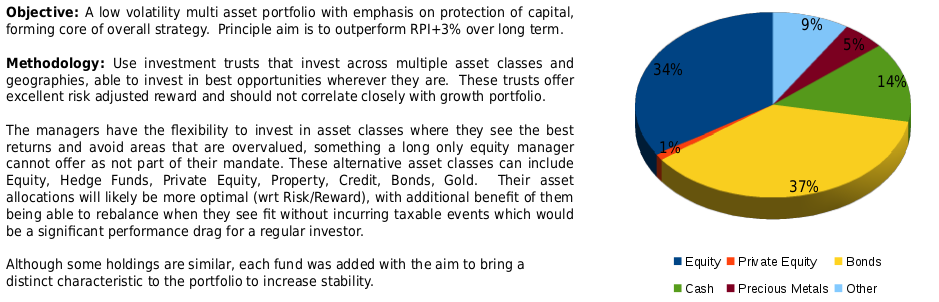 Objective: A low volatility multi asset portfolio with emphasis on protection of capital,
forming core of overall strategy. Principle aim is to outperform RPI+3% over long term.
Methodology: Use investment trusts that invest across multiple asset classes and
geographies, able to invest in best opportunities wherever they are. These trusts offer
excellent risk adjusted reward and should not correlate closely with growth portfolio.
The managers have the flexibility to invest in asset classes where they see the best
returns and avoid areas that are overvalued, something a long only equity manager
cannot offer as not part of their mandate. These alternative asset classes can include
Equity, Hedge Funds, Private Equity, Property, Credit, Bonds, Gold. Their asset
allocations will likely be more optimal (wrt Risk/Reward), with additional benefit of them
being able to rebalance when they see fit without incurring taxable events which would
be a significant performance drag for a regular investor.
Although some holdings are similar, each fund was added with the aim to bring a
distinct characteristic to the portfolio to increase stability.
9%
5%
34%
14%
1%
37%
Equity Private Equity Bonds
Cash Precious Metals Other